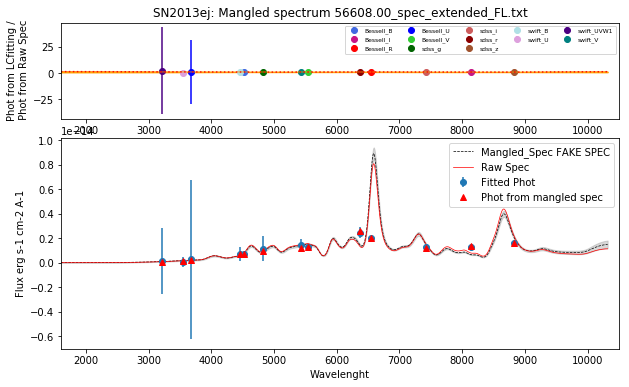 SN2013ej: Mangled spectrum 56608.00_spec_extended_FL.txt
Phot from LCfitting /
Phot from Raw Spec
25
0
−25
Bessell_B
Bessell_I
Bessell_R
Bessell_U
Bessell_V
sdss_g
sdss_i
sdss_r
sdss_z
swift_B
swift_U
swift_UVW1
swift_V
2000 3000 4000 5000 6000 7000 8000 9000 10000
1e−14
Flux erg s-1 cm-2 A-1
1.0
0.8
0.6
0.4
0.2
0.0
−0.2
−0.4
−0.6
Mangled_Spec FAKE SPEC
Raw Spec
Fitted Phot
Phot from mangled spec
2000 3000 4000 5000 6000 7000 8000 9000 10000
Wavelenght